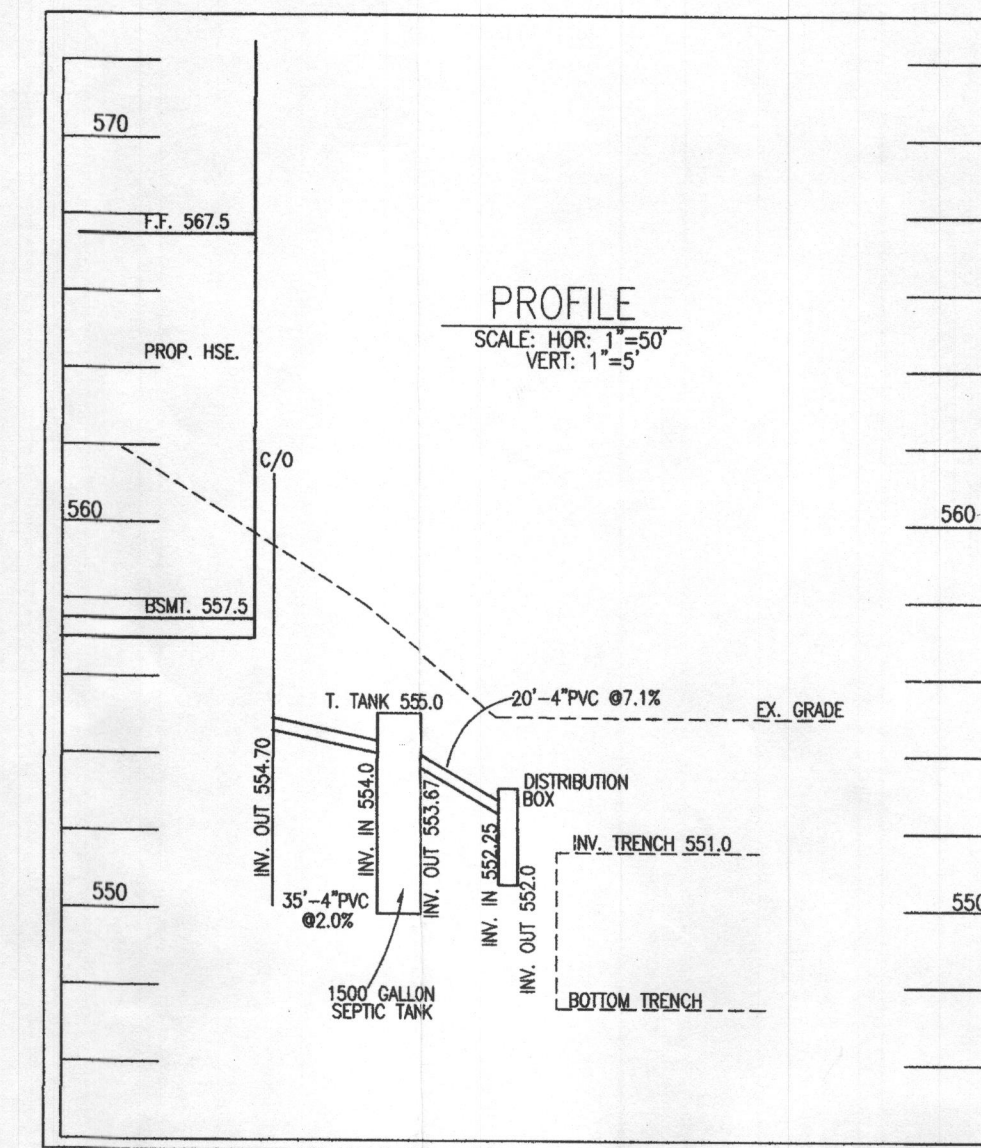 570
F.F. 567.5
PROFILE
SCALE: HOR: 1"=50'
VERT: 1"=5'
PROP. HSE.
C/O
560
560
BSMT. 557.5
T. TANK 555.0
20'-4"PVC @7.1%
EX. GRADE
INV. OUT 554.70
INV. IN 554.0
INV. OUT 553.67
DISTRIBUTION
BOX
INV. IN 552.25
INV. OUT 552.0
INV. TRENCH 551.0
550
35'-4"PVC
@2.0%
550
1500 GALLON
SEPTIC TANK
BOTTOM TRENCH